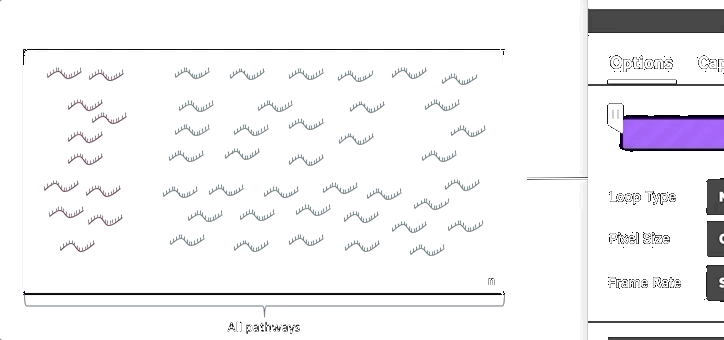 Options Cap
n
Loop Type
Pixel Size
Frame Rate
All pathways